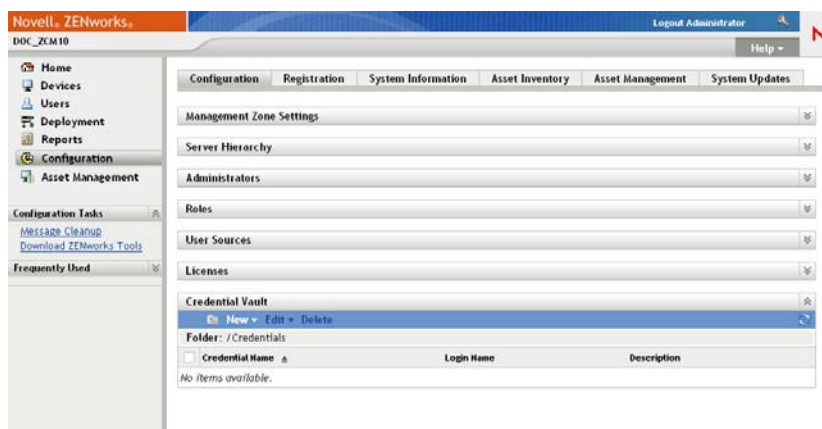 Novell® ZENworks®
Logout Administrator
DOC_ZCM10
Help
Home
Devices
Users
Deployment
Reports
Configuration
Asset Management
Configuration Tasks
Message Cleanup
Download ZENworks Tools
Frequently Used
Configuration Registration System Information Asset Inventory Asset Management System Updates
Management Zone Settings
Server Hierarchy
Administrators
Roles
User Sources
Licenses
Credential Vault
New Edit Delete
Folder: /Credentials
Credential Name Login Name Description
No items available.